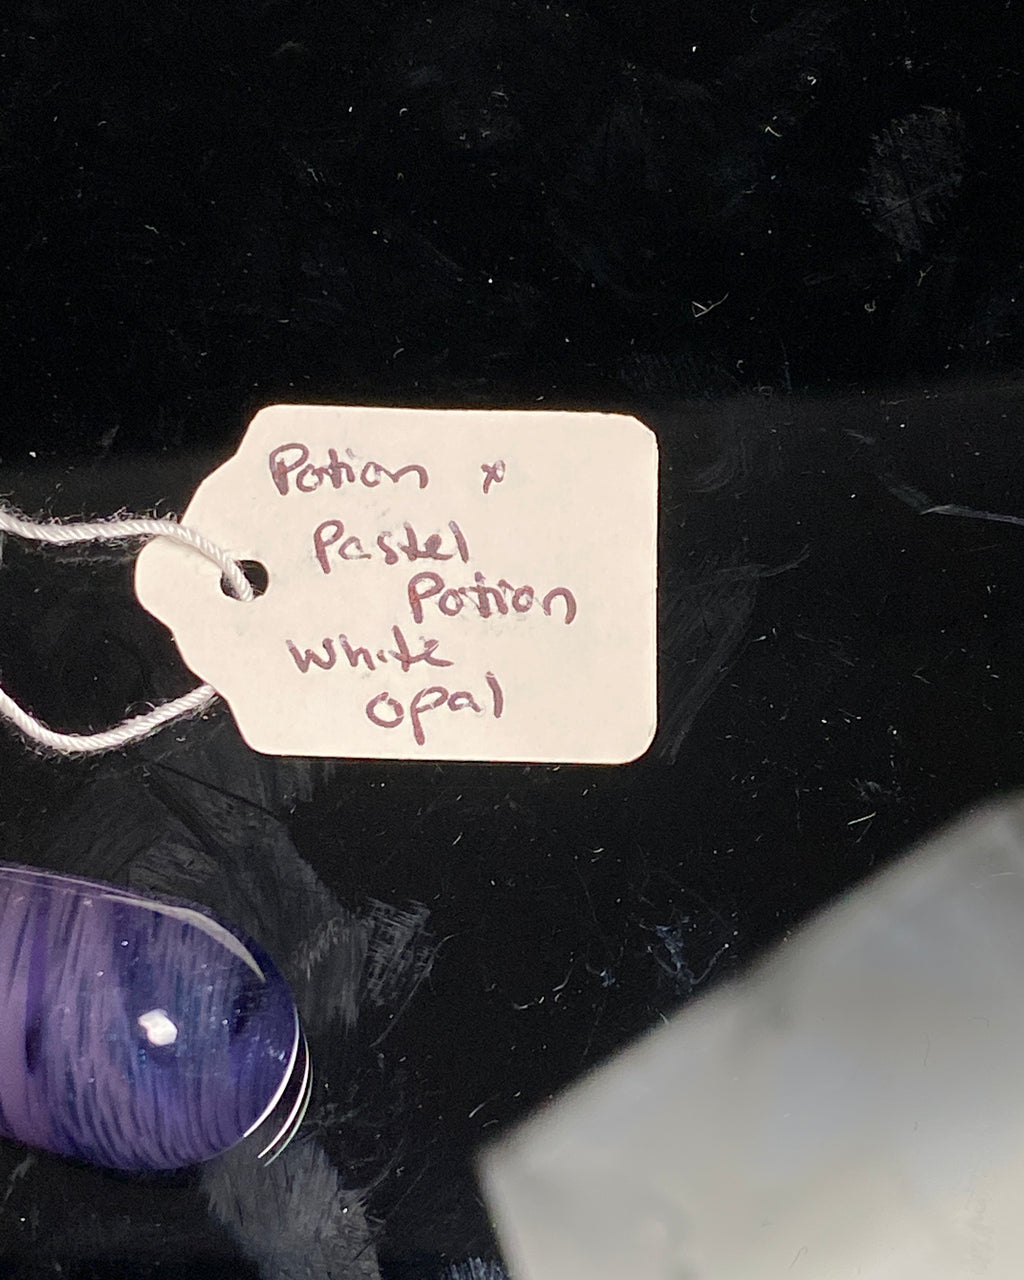 Potion x
Pastel
Potion
White
opal